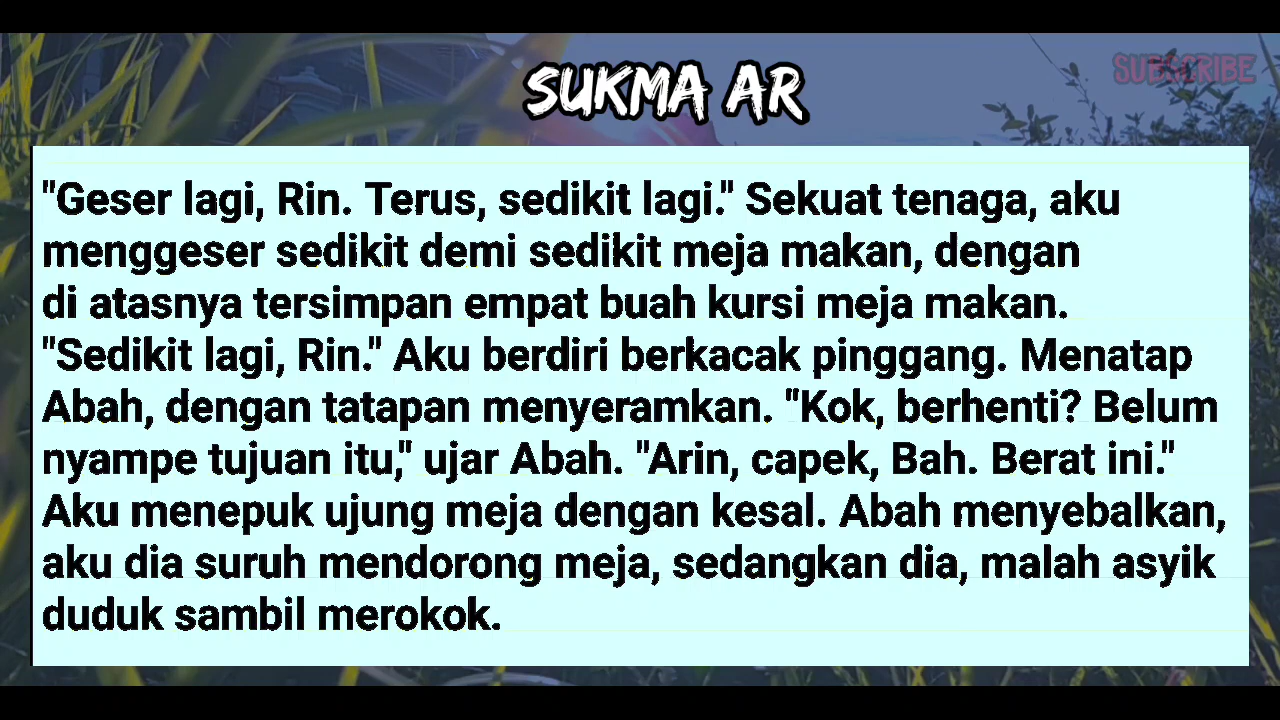 SUKMA AR
SUBSCRIBE
"Geser lagi, Rin. Terus, sedikit lagi." Sekuat tenaga, aku
menggeser sedikit demi sedikit meja makan, dengan
di atasnya tersimpan empat buah kursi meja makan.
"Sedikit lagi, Rin." Aku berdiri berkacak pinggang. Menatap
Abah, dengan tatapan menyeramkan. "Kok, berhenti? Belum
nyampe tujuan itu," ujar Abah. "Arin, capek, Bah. Berat ini."
Aku menepuk ujung meja dengan kesal. Abah menyebalkan,
aku dia suruh mendorong meja, sedangkan dia, malah asyik
duduk sambil merokok.